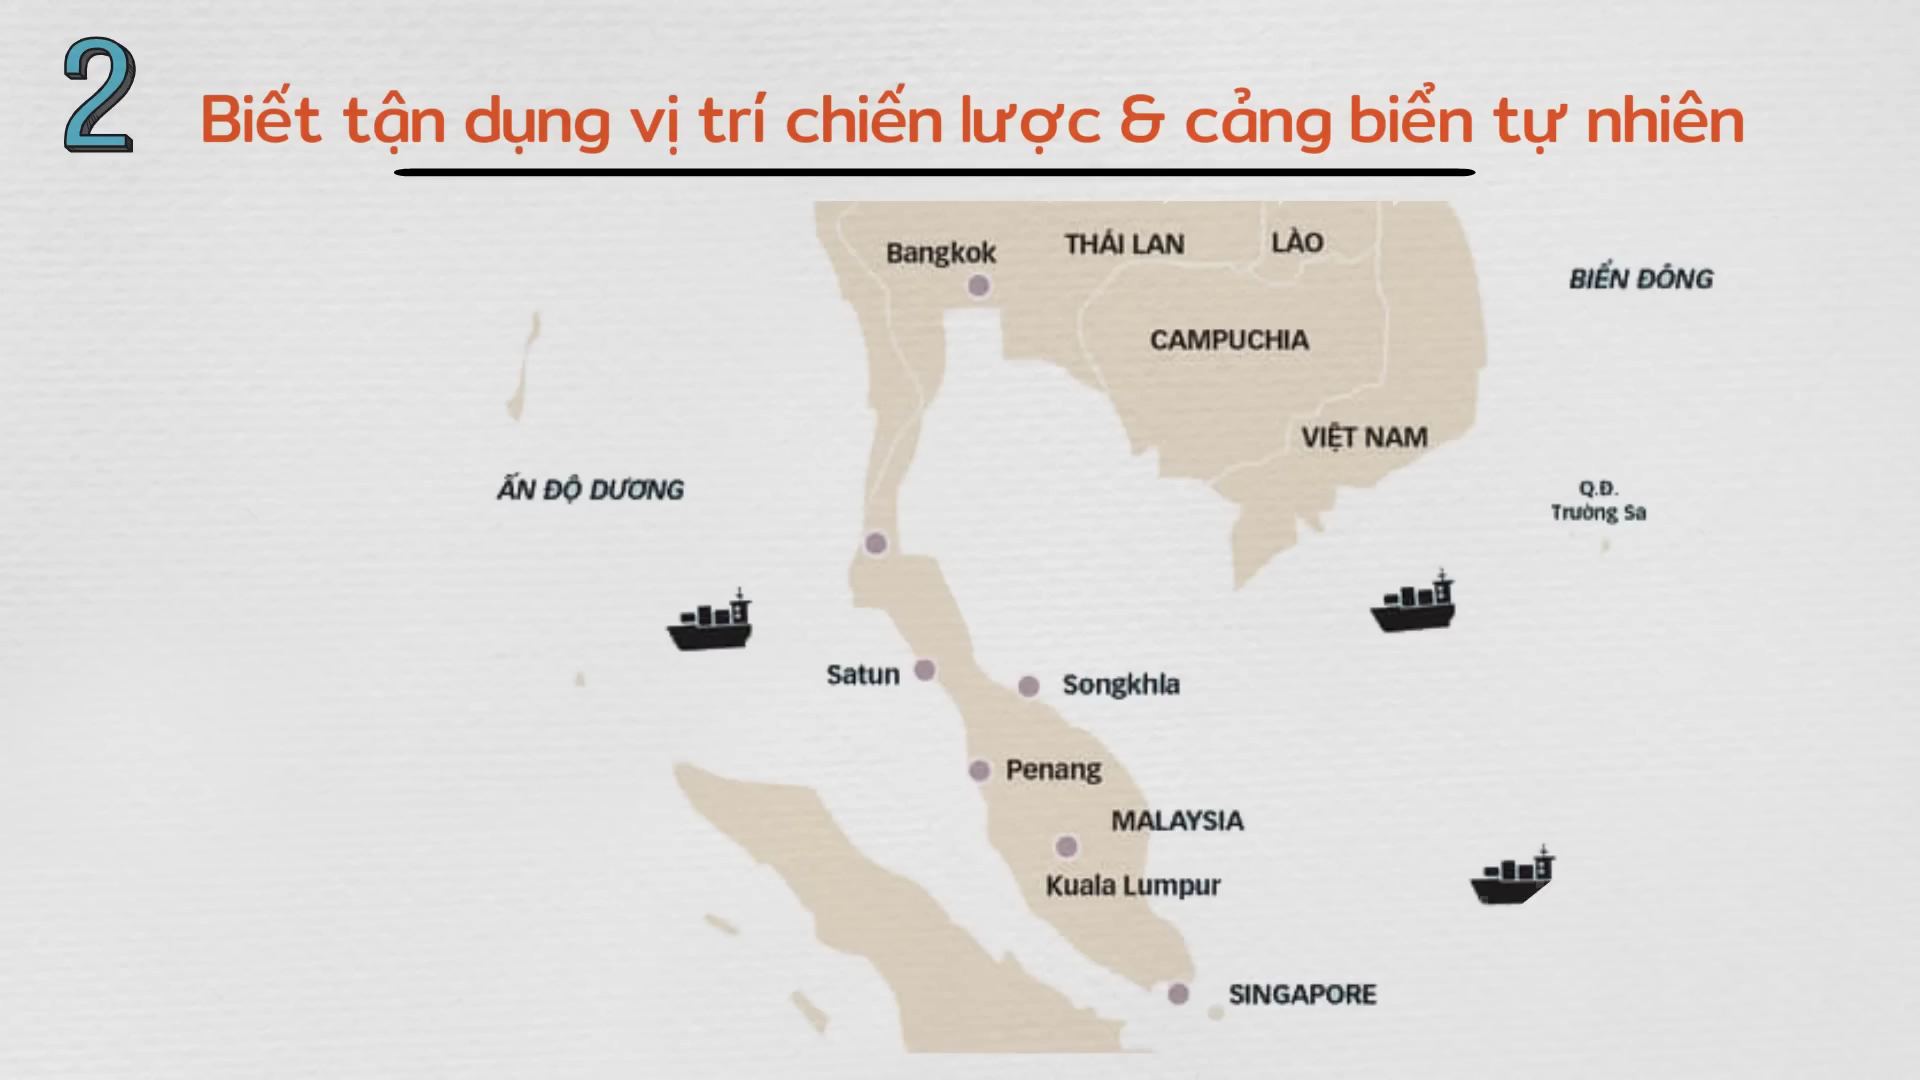 2
Biết tận dụng vị trí chiến lược & cảng biển tự nhiên
Bangkok
THÁI LAN
LÀO
BIỂN ĐÔNG
CAMPUCHIA
VIỆT NAM
ẤN ĐỘ DƯƠNG
Q.Đ.
Trường Sa
Satun
Songkhla
Penang
MALAYSIA
Kuala Lumpur
SINGAPORE